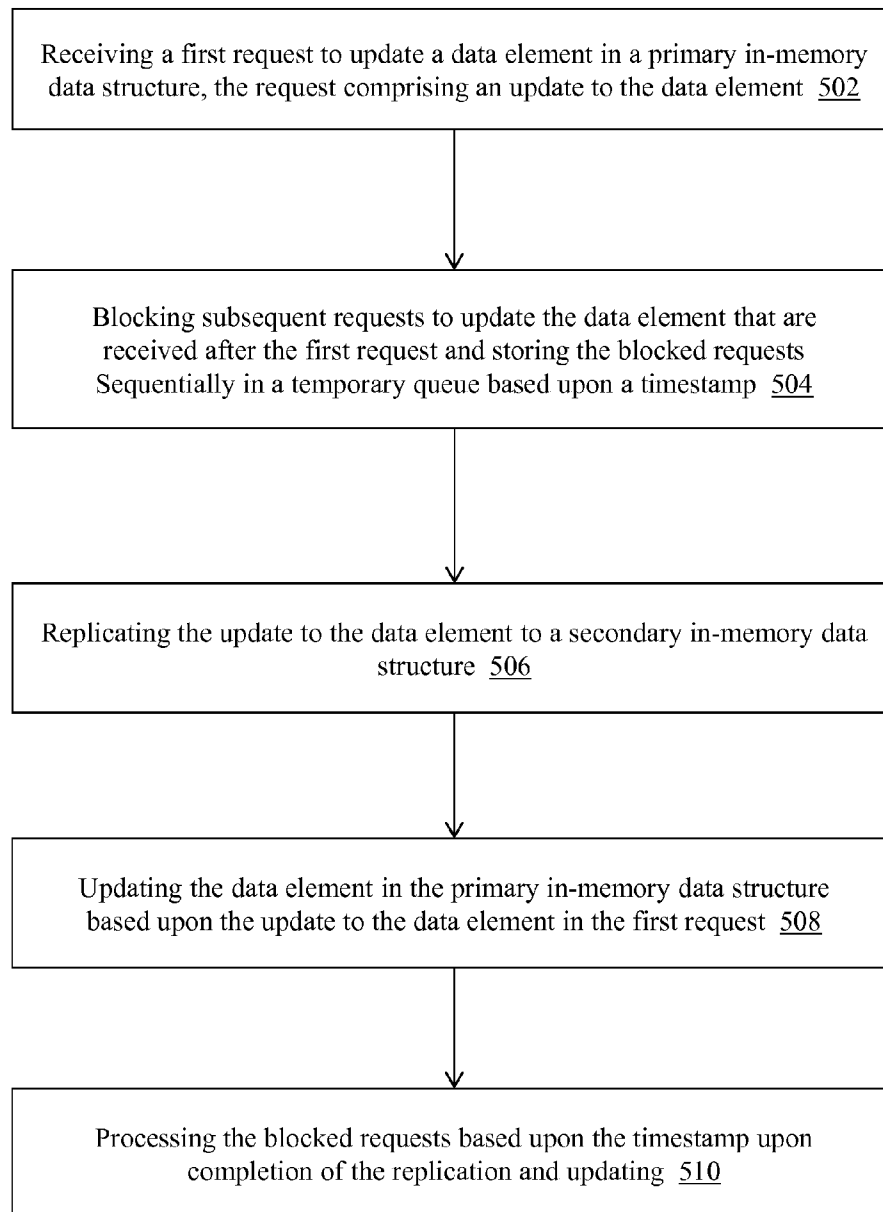 Receiving a first request to update a data element in a primary in-memory
data structure, the request comprising an update to the data element 502
Blocking subsequent requests to update the data element that are
received after the first request and storing the blocked requests
Sequentially in a temporary queue based upon a timestamp 504
Replicating the update to the data element to a secondary in-memory data
structure 506
Updating the data element in the primary in-memory data structure
based upon the update to the data element in the first request 508
Processing the blocked requests based upon the timestamp upon
completion of the replication and updating 510